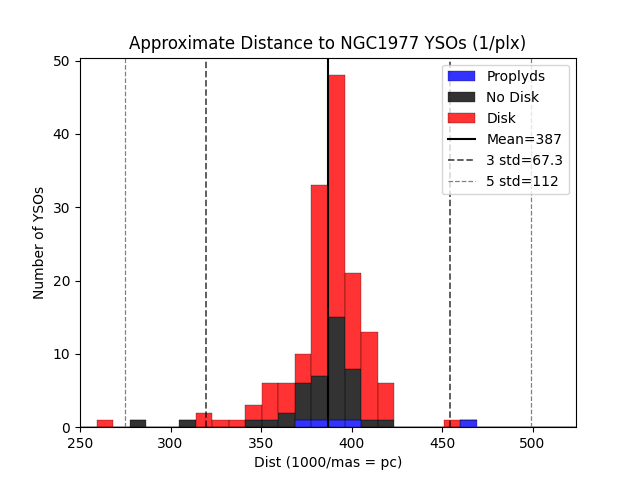 Approximate Distance to NGC1977 YSOs (1/plx)
Proplyds
No Disk
Disk
Mean=387
3 std=67.3
5 std=112
Number of YSOs
50
40
30
20
10
0
250 300 350 400 450 500
Dist (1000/mas = pc)